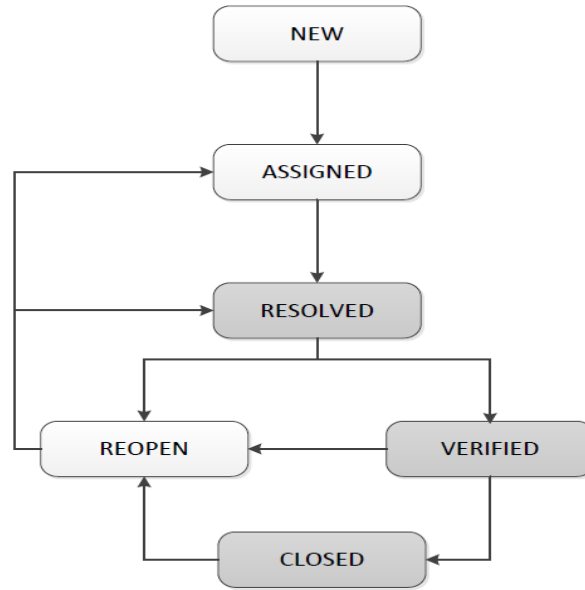 NEW
ASSIGNED
RESOLVED
REOPEN
VERIFIED
CLOSED